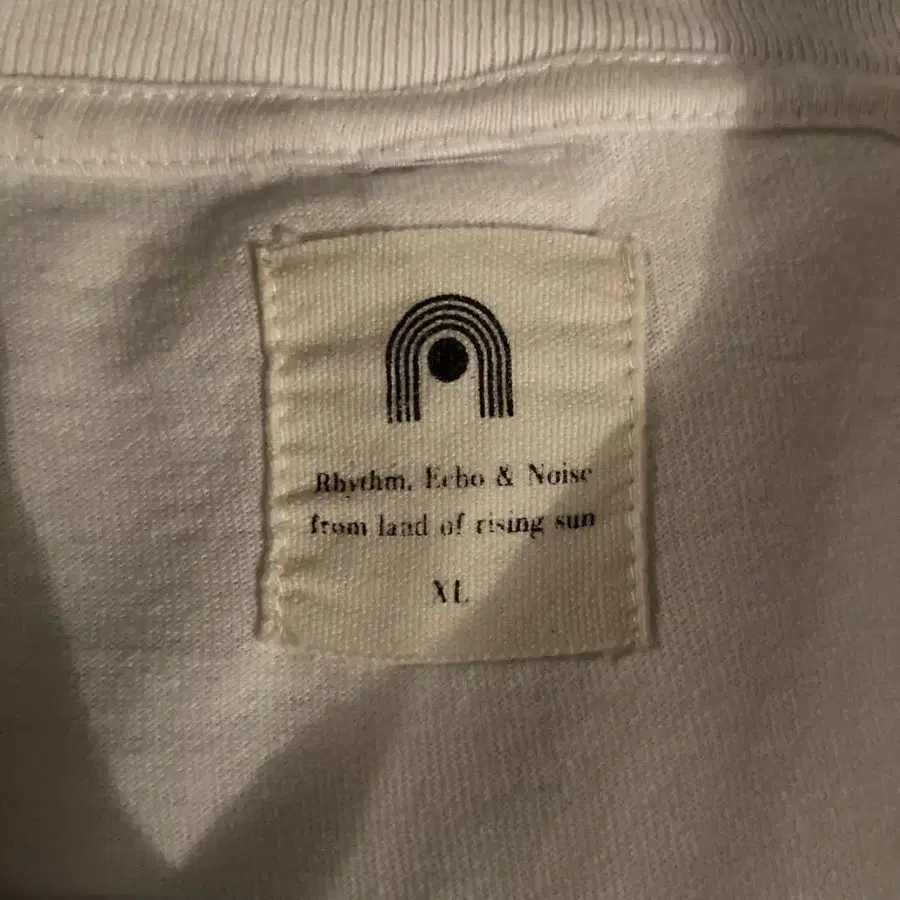 Rhythm, Echo & Noise
from land of rising sun
XL